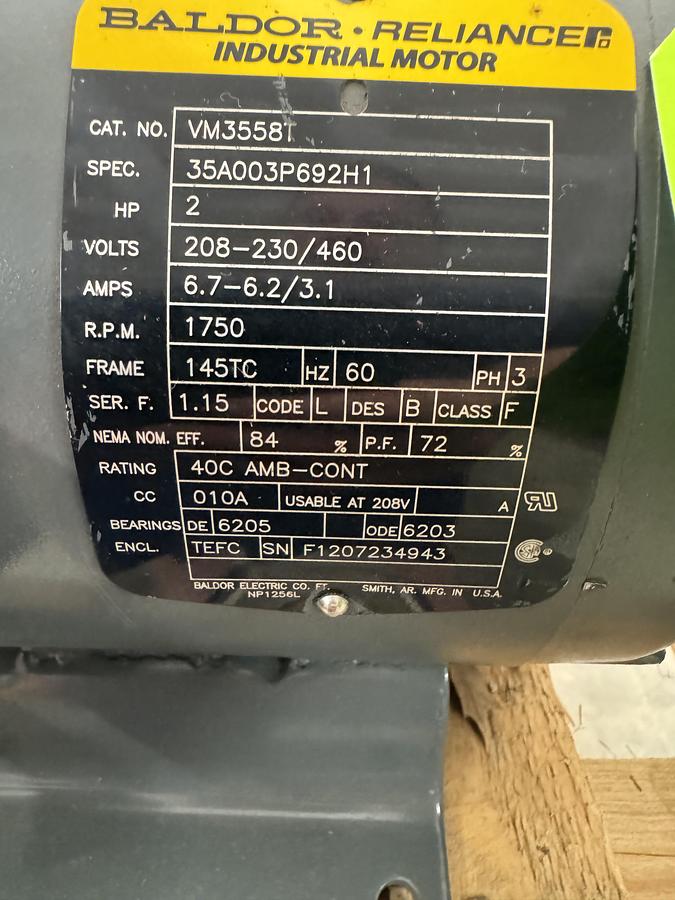 BALDOR · RELIANCE
INDUSTRIAL MOTOR
CAT. NO. VM3558T
SPEC. 35A003P692H1
HP 2
VOLTS 208-230/460
AMPS 6.7-6.2/3.1
R.P.M. 1750
FRAME 145TC HZ 60 PH 3
SER. F. 1.15 CODE L DES B CLASS F
NEMA NOM. EFF. 84 % P.F. 72 %
RATING 40C AMB-CONT
CC 010A USABLE AT 208V A
BEARINGS DE 6205 ODE 6203
ENCL. TEFC SN F1207234943
BALDOR ELECTRIC CO. FT. SMITH, AR. MFG. IN U.S.A.
NP1256L